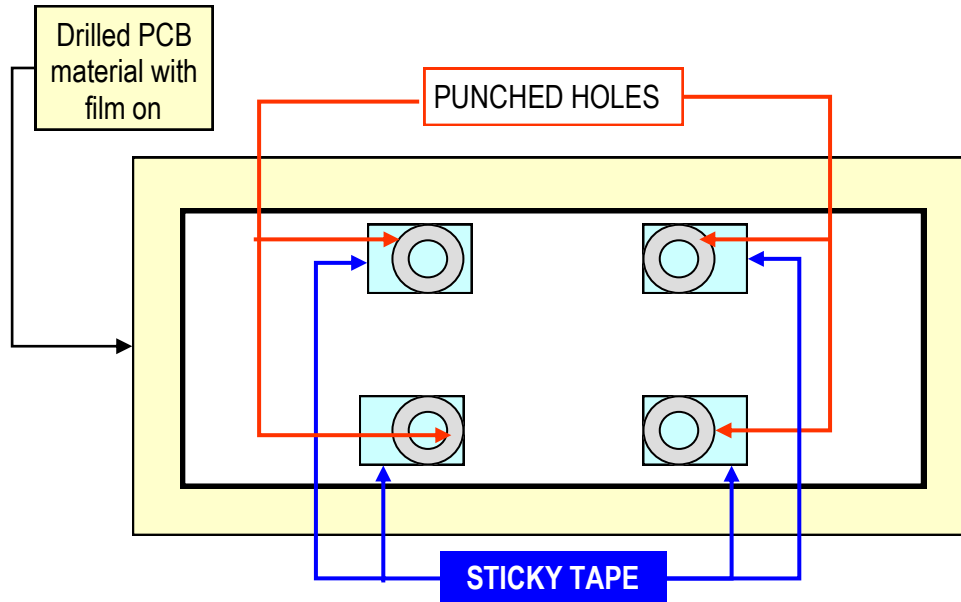 Drilled PCB
material with
film on
PUNCHED HOLES
STICKY TAPE